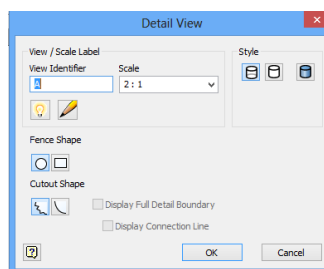 Detail View
View / Scale Label
Style
View Identifier Scale
A 2 : 1
Fence Shape
Cutout Shape
Display Full Detail Boundary
Display Connection Line
OK Cancel